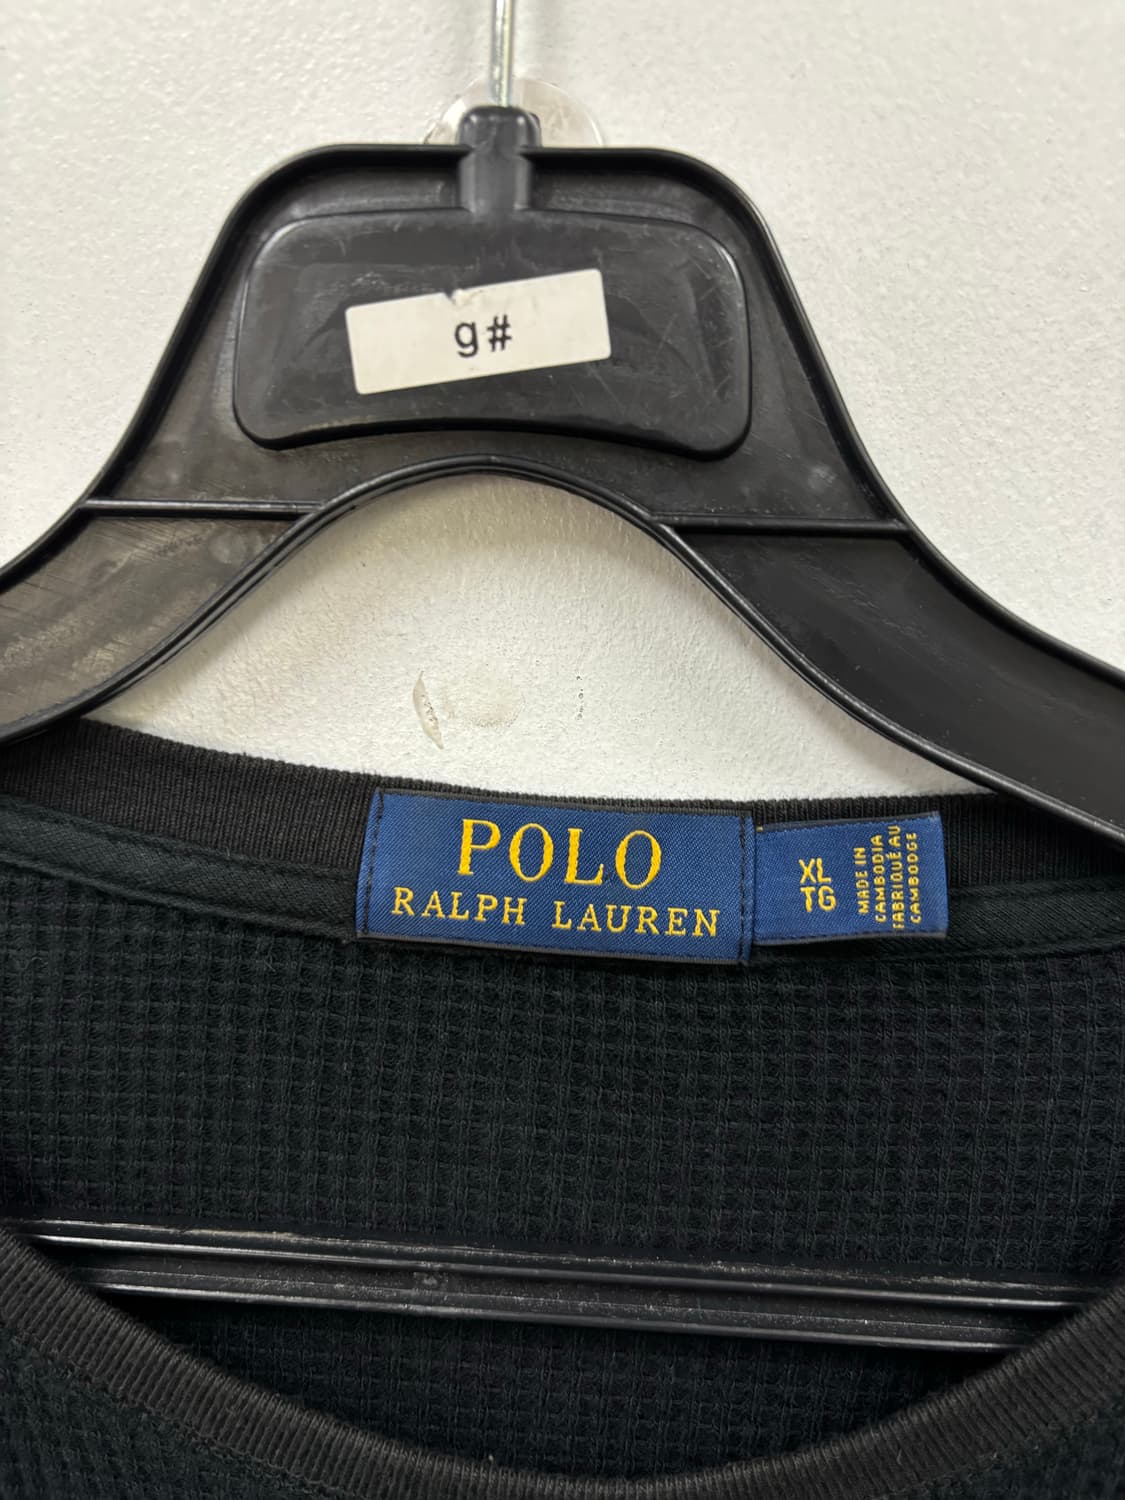 g#
POLO
RALPH LAUREN
XL
TG
MADE IN
CAMBODIA
FABRIQUÉ AU
CAMBODGE